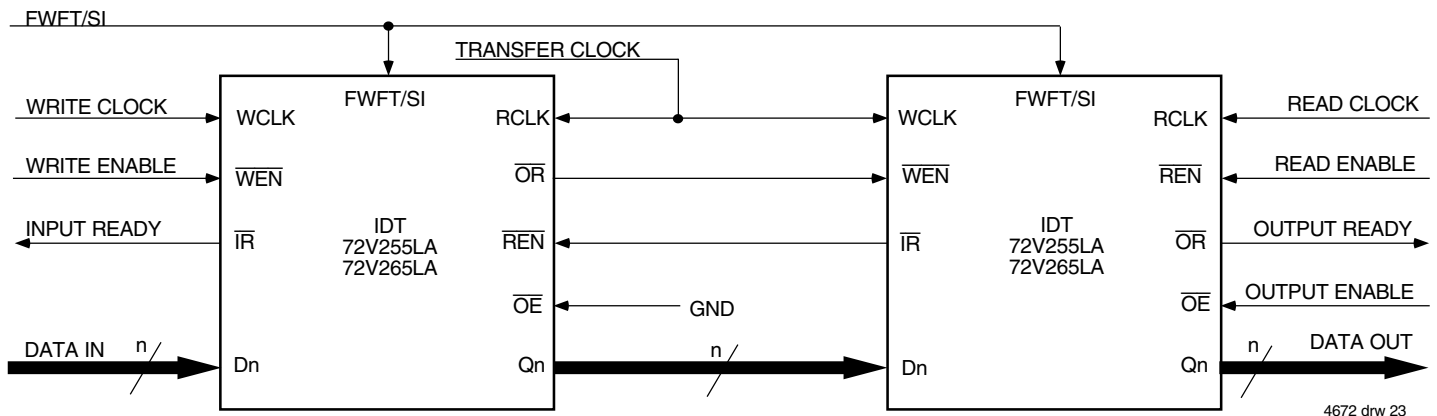 FWFT/SI
TRANSFER CLOCK
FWFT/SI
FWFT/SI
WRITE CLOCK
WCLK
RCLK
WCLK
RCLK
READ CLOCK
WRITE ENABLE
WEN
OR
WEN
REN
READ ENABLE
INPUT READY
IR
IDT
72V255LA
72V265LA
REN
IR
IDT
72V255LA
72V265LA
OR
OUTPUT READY
OE
GND
OE
OUTPUT ENABLE
DATA IN
n
Dn
Qn
n
Dn
Qn
n
DATA OUT
4672 drw 23